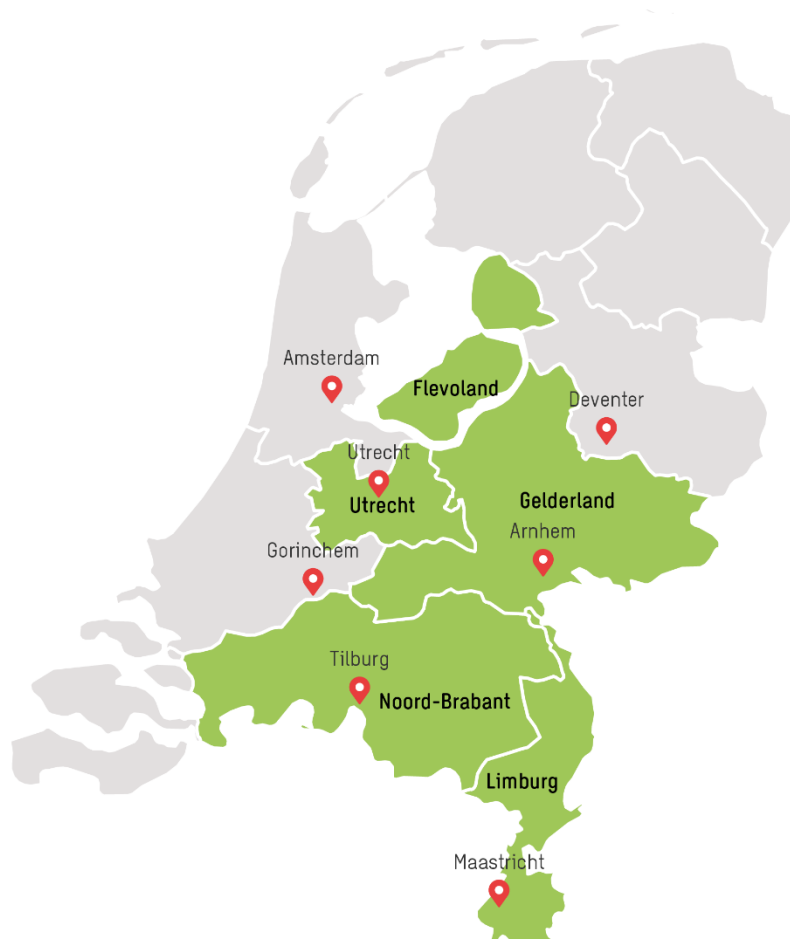 Amsterdam
Flevoland
Deventer
Utrecht
Utrecht
Gelderland
Arnhem
Gorinchem
Tilburg
Noord-Brabant
Limburg
Maastricht